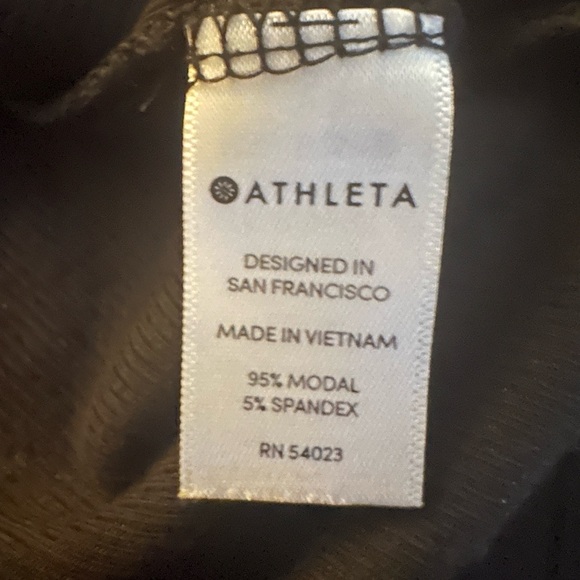 ATHLETA
DESIGNED IN
SAN FRANCISCO
MADE IN VIETNAM
95% MODAL
5% SPANDEX
RN 54023